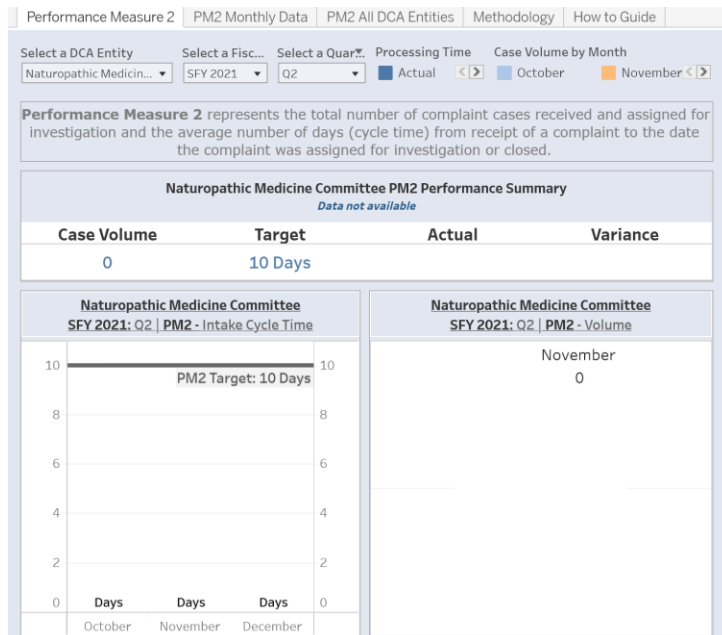 Performance Measure 2
PM2 Monthly Data
PM2 All DCA Entities
Methodology
How to Guide
Select a DCA Entity
Select a Fisc...
Select a Quar
Processing Time
Case Volume by Month
Naturopathic Medicin...
SFY 2021
Q2
Actual
October
November
Performance Measure 2 represents the total number of complaint cases received and assigned for
investigation and the average number of days (cycle time) from receipt of a complaint to the date
the complaint was assigned for investigation or closed.
Naturopathic Medicine Committee PM2 Performance Summary
Data not available
Case Volume Target Actual Variance
0 10 Days
Naturopathic Medicine Committee
SFY 2021: Q2 | PM2 - Intake Cycle Time
10 10
PM2 Target: 10 Days
8 8
6 6
4 4
2 2
0 Days Days Days 0
October November December
Naturopathic Medicine Committee
SFY 2021: Q2 | PM2 - Volume
November
0